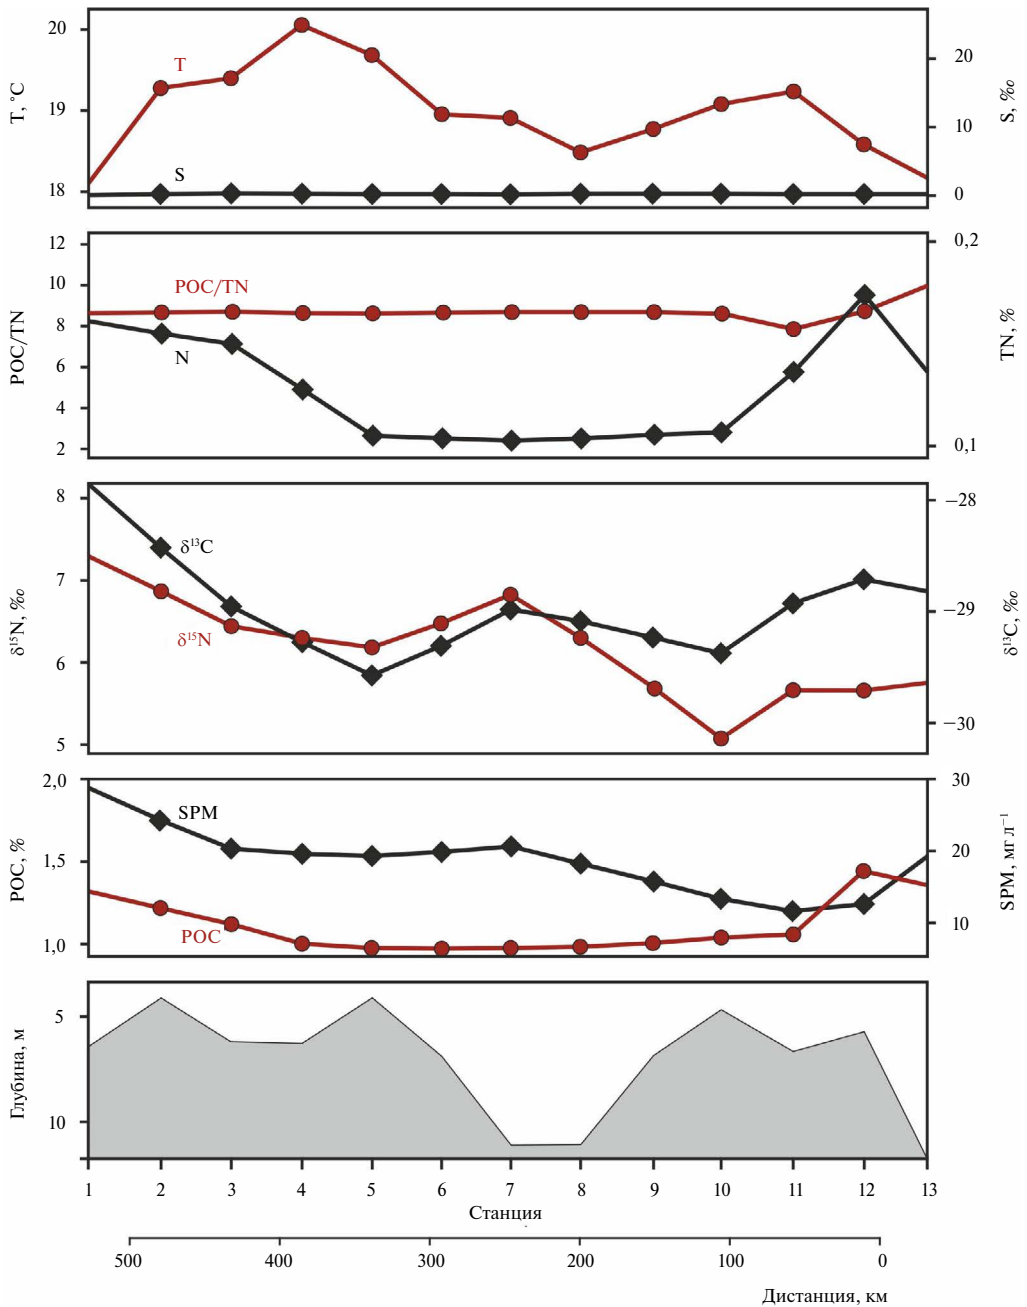 20
19
18
T, °C
T
S
20
10
0
S, ‰
12
10
8
6
4
2
POC/TN
POC/TN
N
0,2
0,1
TN, %
8
7
6
5
δ¹⁵N, ‰
δ¹³C
δ¹⁵N
−28
−29
−30
δ¹³C, ‰
2,0
1,5
1,0
POC, %
SPM
POC
30
20
10
SPM, мг л⁻¹
5
10
Глубина, м
1 2 3 4 5 6 7 8 9 10 11 12 13
Станция
500 400 300 200 100 0
Дистанция, км